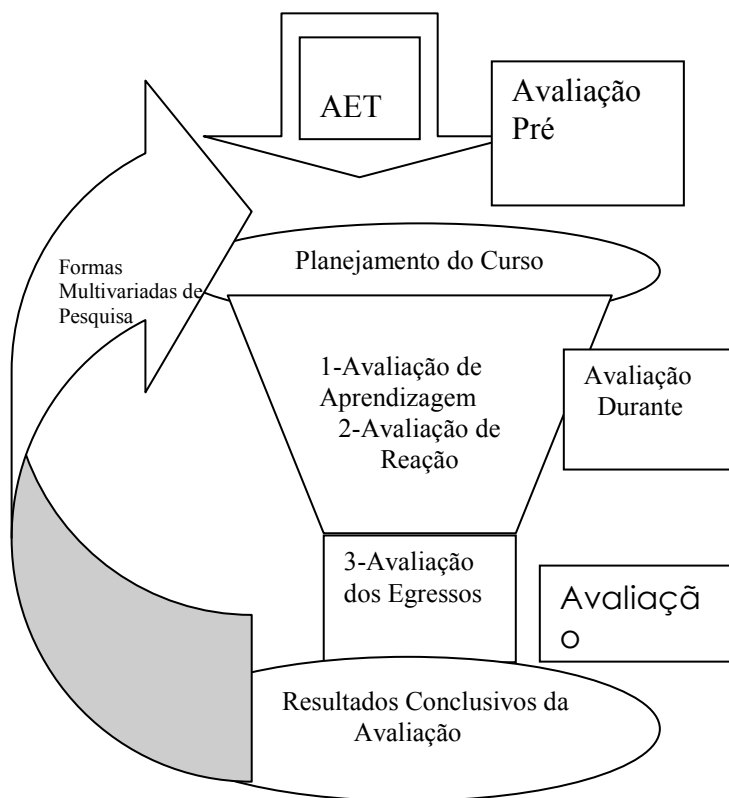 AET
Avaliação
Pré
Planejamento do Curso
Formas
Multivariadas de
Pesquisa
1-Avaliação de
Aprendizagem
2-Avaliação de
Reação
Avaliação
Durante
3-Avaliação
dos Egressos
Avaliaçã
o
Resultados Conclusivos da
Avaliação